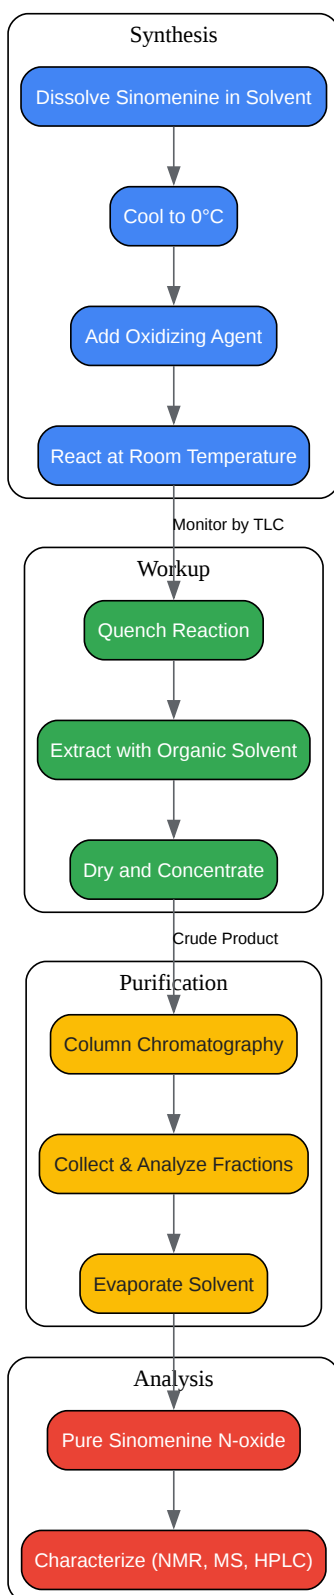 Synthesis
Dissolve Sinomenine in Solvent
Cool to 0°C
Add Oxidizing Agent
React at Room Temperature
Monitor by TLC
Workup
Quench Reaction
Extract with Organic Solvent
Dry and Concentrate
Crude Product
Purification
Column Chromatography
Collect & Analyze Fractions
Evaporate Solvent
Analysis
Pure Sinomenine N-oxide
Characterize (NMR, MS, HPLC)